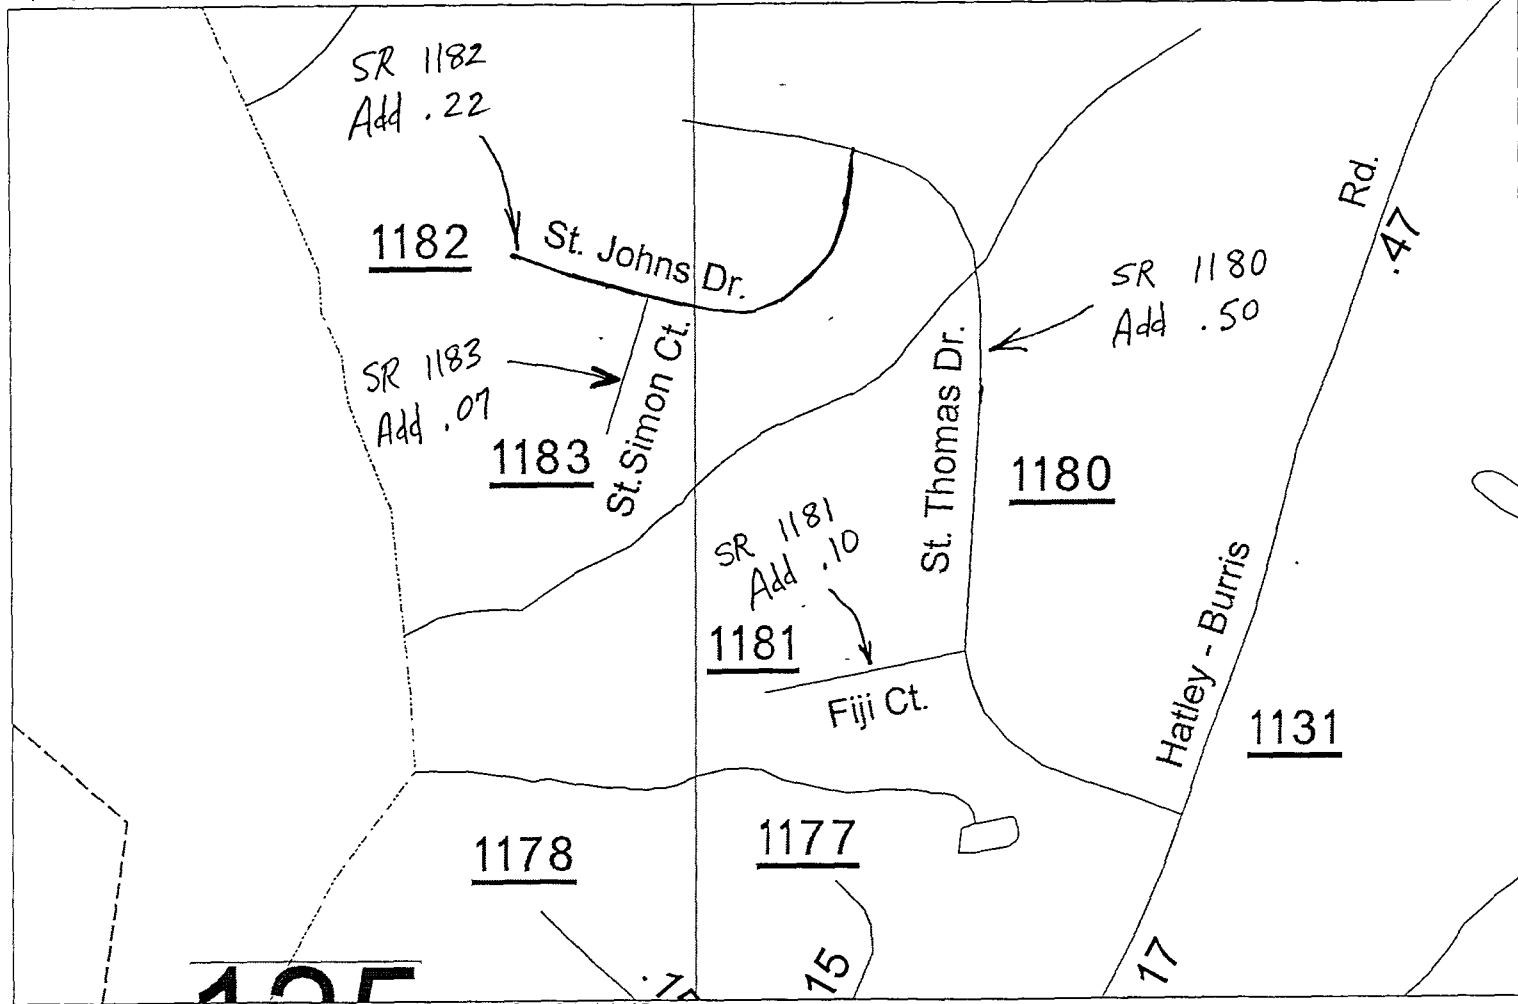 SR 1182
Add .22
1182
St. Johns Dr.
Rd.
.47
SR 1180
Add .50
SR 1183
Add .07
1183
St. Simon Ct.
St. Thomas Dr.
1180
SR 1181
Add .10
1181
Fiji Ct.
Hatley - Burris
1131
1178
1177
15
17